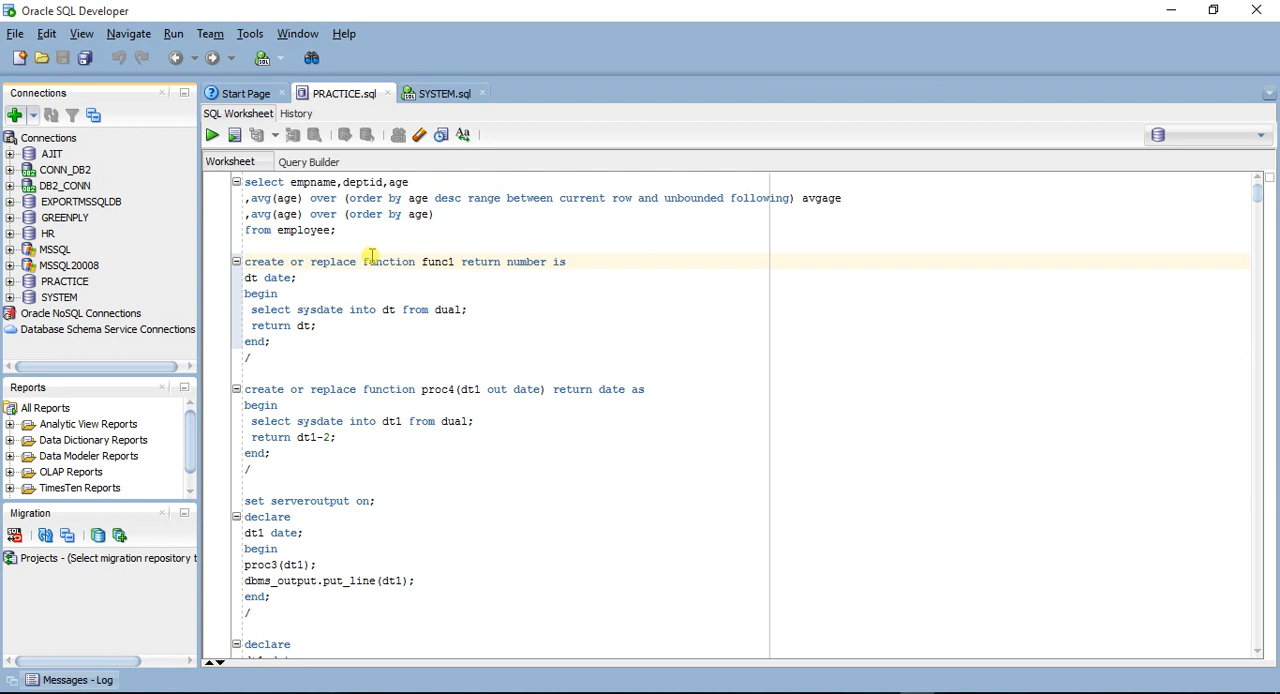 Oracle SQL Developer
File Edit View Navigate Run Team Tools Window Help
Connections
Connections
AJIT
CONN_DB2
DB2_CONN
EXPORTMSSQLDB
GREENPLY
HR
MSSQL
MSSQL20008
PRACTICE
SYSTEM
Oracle NoSQL Connections
Database Schema Service Connections
Reports
All Reports
Analytic View Reports
Data Dictionary Reports
Data Modeler Reports
OLAP Reports
TimesTen Reports
Migration
Projects - (Select migration repository t
Start Page PRACTICE.sql SYSTEM.sql
SQL Worksheet History
Worksheet Query Builder
select empname,deptid,age
,avg(age) over (order by age desc range between current row and unbounded following) avgage
,avg(age) over (order by age)
from employee;
create or replace function func1 return number is
dt date;
begin
select sysdate into dt from dual;
return dt;
end;
/
create or replace function proc4(dt1 out date) return date as
begin
select sysdate into dt1 from dual;
return dt1-2;
end;
/
set serveroutput on;
declare
dt1 date;
begin
proc3(dt1);
dbms_output.put_line(dt1);
end;
/
declare
Messages - Log